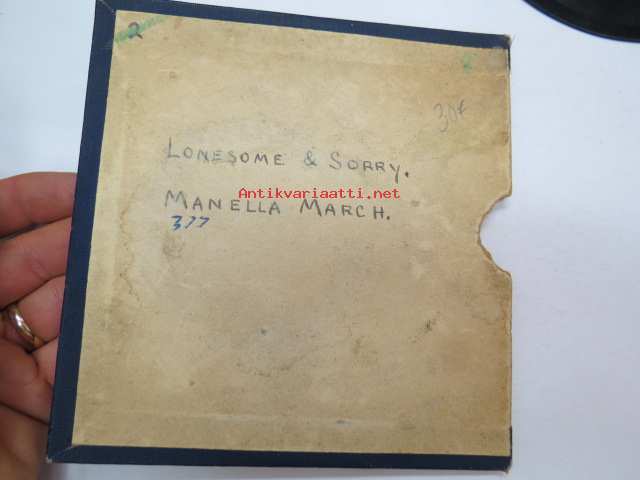 2
30f
LONESOME & SORRY.
Antikvariaatti.net
MANELLA MARCH.
377